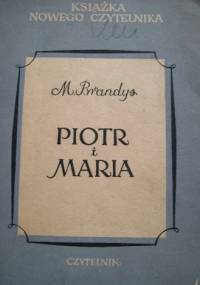 KSIĄŻKA
NOWEGO CZYTELNIKA
M. Brandys
PIOTR
i
MARIA
CZYTELNIK